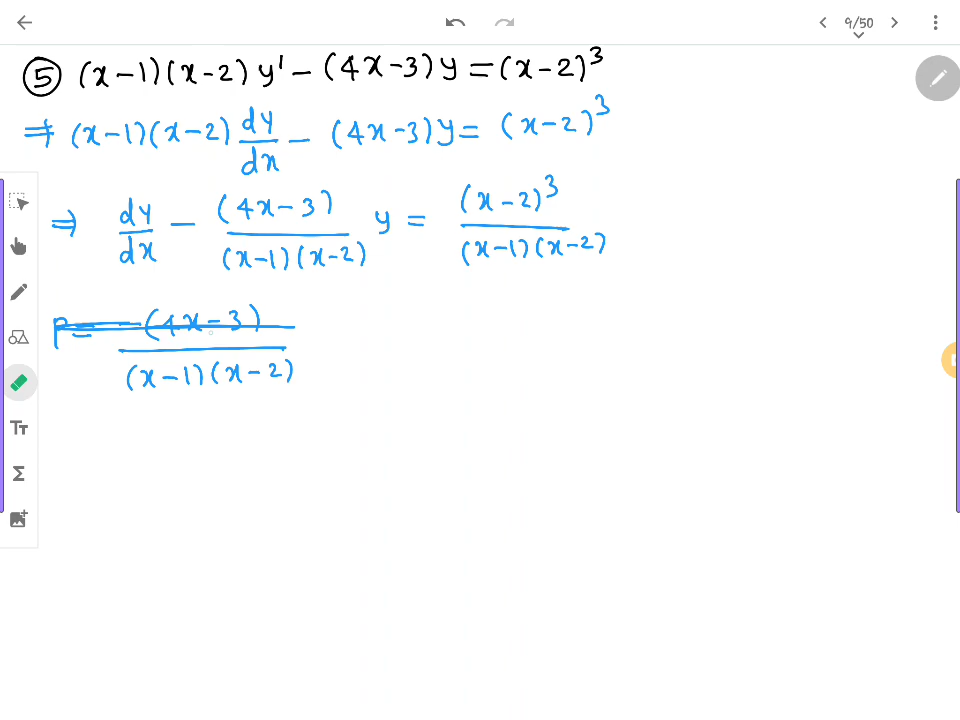 9/50
⑤ (x-1)(x-2) y' - (4x-3) y = (x-2)³
⇒ (x-1)(x-2) dy/dx - (4x-3) y = (x-2)³
⇒ dy/dx - (4x-3)/((x-1)(x-2)) y = (x-2)³/((x-1)(x-2))
P = -(4x-3)/((x-1)(x-2))
Tт
Σ